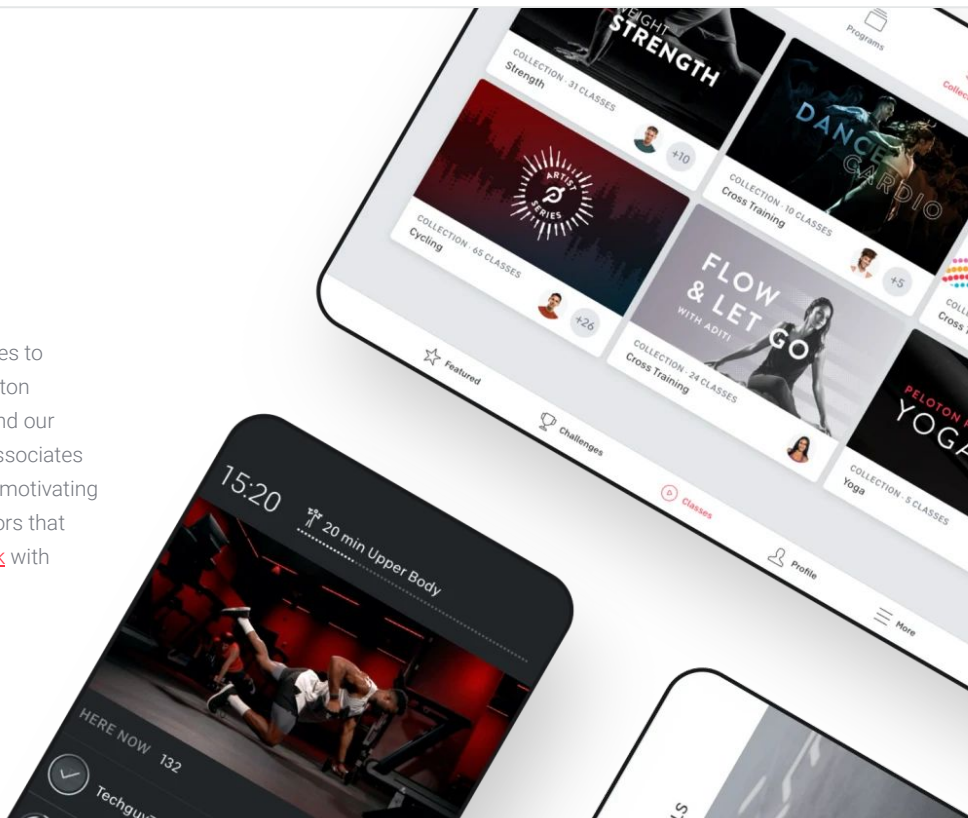 es to
ton
nd our
ssociates
motivating
ors that
k with
WEIGHT
STRENGTH
COLLECTION · 31 CLASSES
Strength
+10
Programs
DANCE
CARDIO
COLLECTION · 10 CLASSES
Cross Training
+5
ARTIST
SERIES
COLLECTION · 65 CLASSES
Cycling
+26
FLOW
& LET GO
WITH ADITI
COLLECTION · 24 CLASSES
Cross Training
PELOTON
YOGA
COLLECTION · 5 CLASSES
Yoga
Featured
Challenges
Classes
Profile
More
15:20
20 min Upper Body
HERE NOW 132